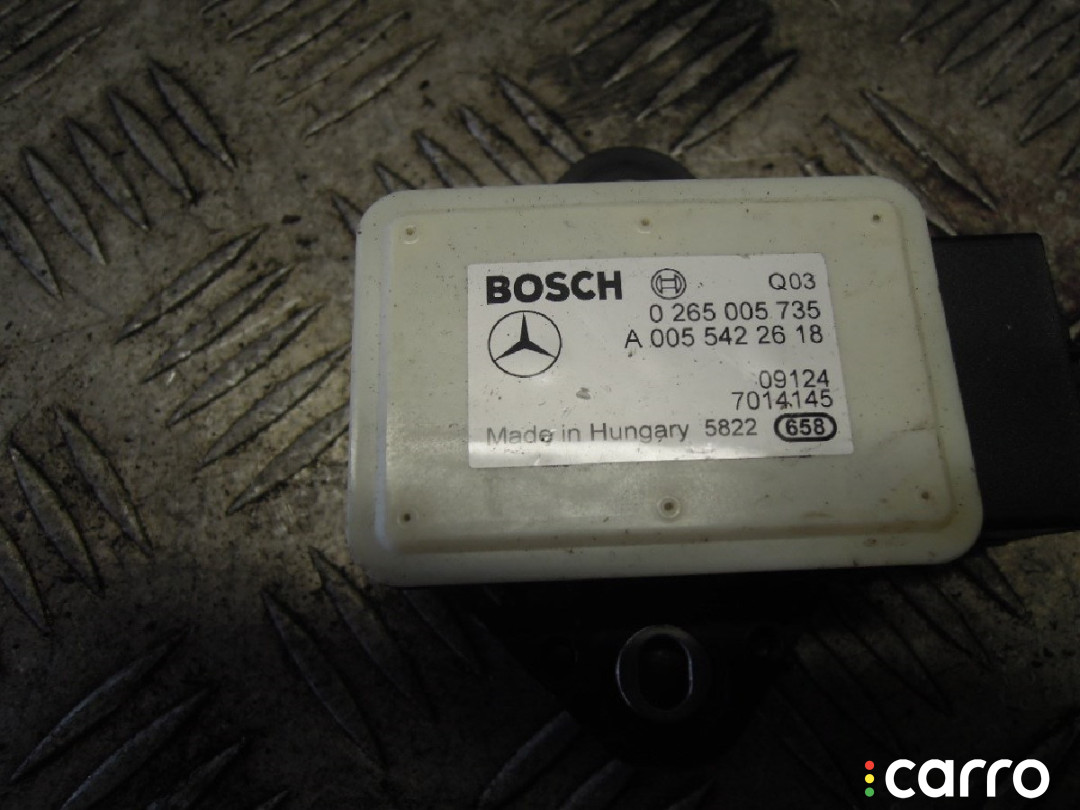 BOSCH Q03
0 265 005 735
A 005 542 26 18
09124
7014145
Made in Hungary 5822 658
carro